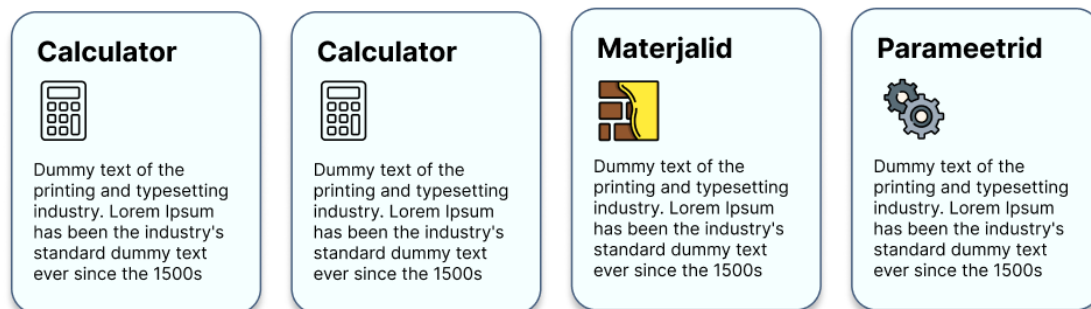 Calculator
Dummy text of the
printing and typesetting
industry. Lorem Ipsum
has been the industry's
standard dummy text
ever since the 1500s
Calculator
Dummy text of the
printing and typesetting
industry. Lorem Ipsum
has been the industry's
standard dummy text
ever since the 1500s
Materjalid
Dummy text of the
printing and typesetting
industry. Lorem Ipsum
has been the industry's
standard dummy text
ever since the 1500s
Parameetrid
Dummy text of the
printing and typesetting
industry. Lorem Ipsum
has been the industry's
standard dummy text
ever since the 1500s